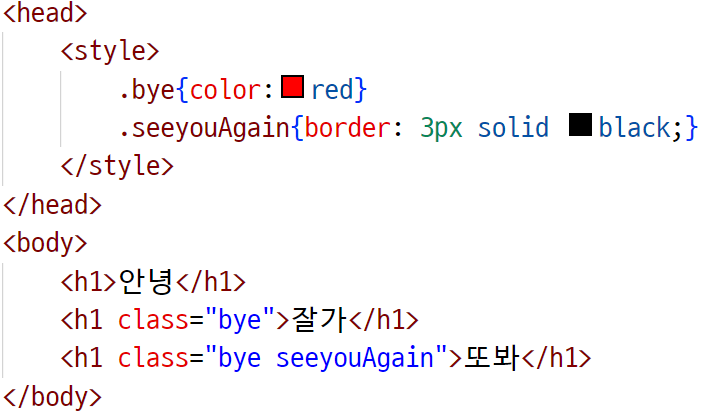 <head>
<style>
.bye{color: red}
.seeyouAgain{border: 3px solid black;}
</style>
</head>
<body>
<h1>안녕</h1>
<h1 class="bye">잘가</h1>
<h1 class="bye seeyouAgain">또봐</h1>
</body>